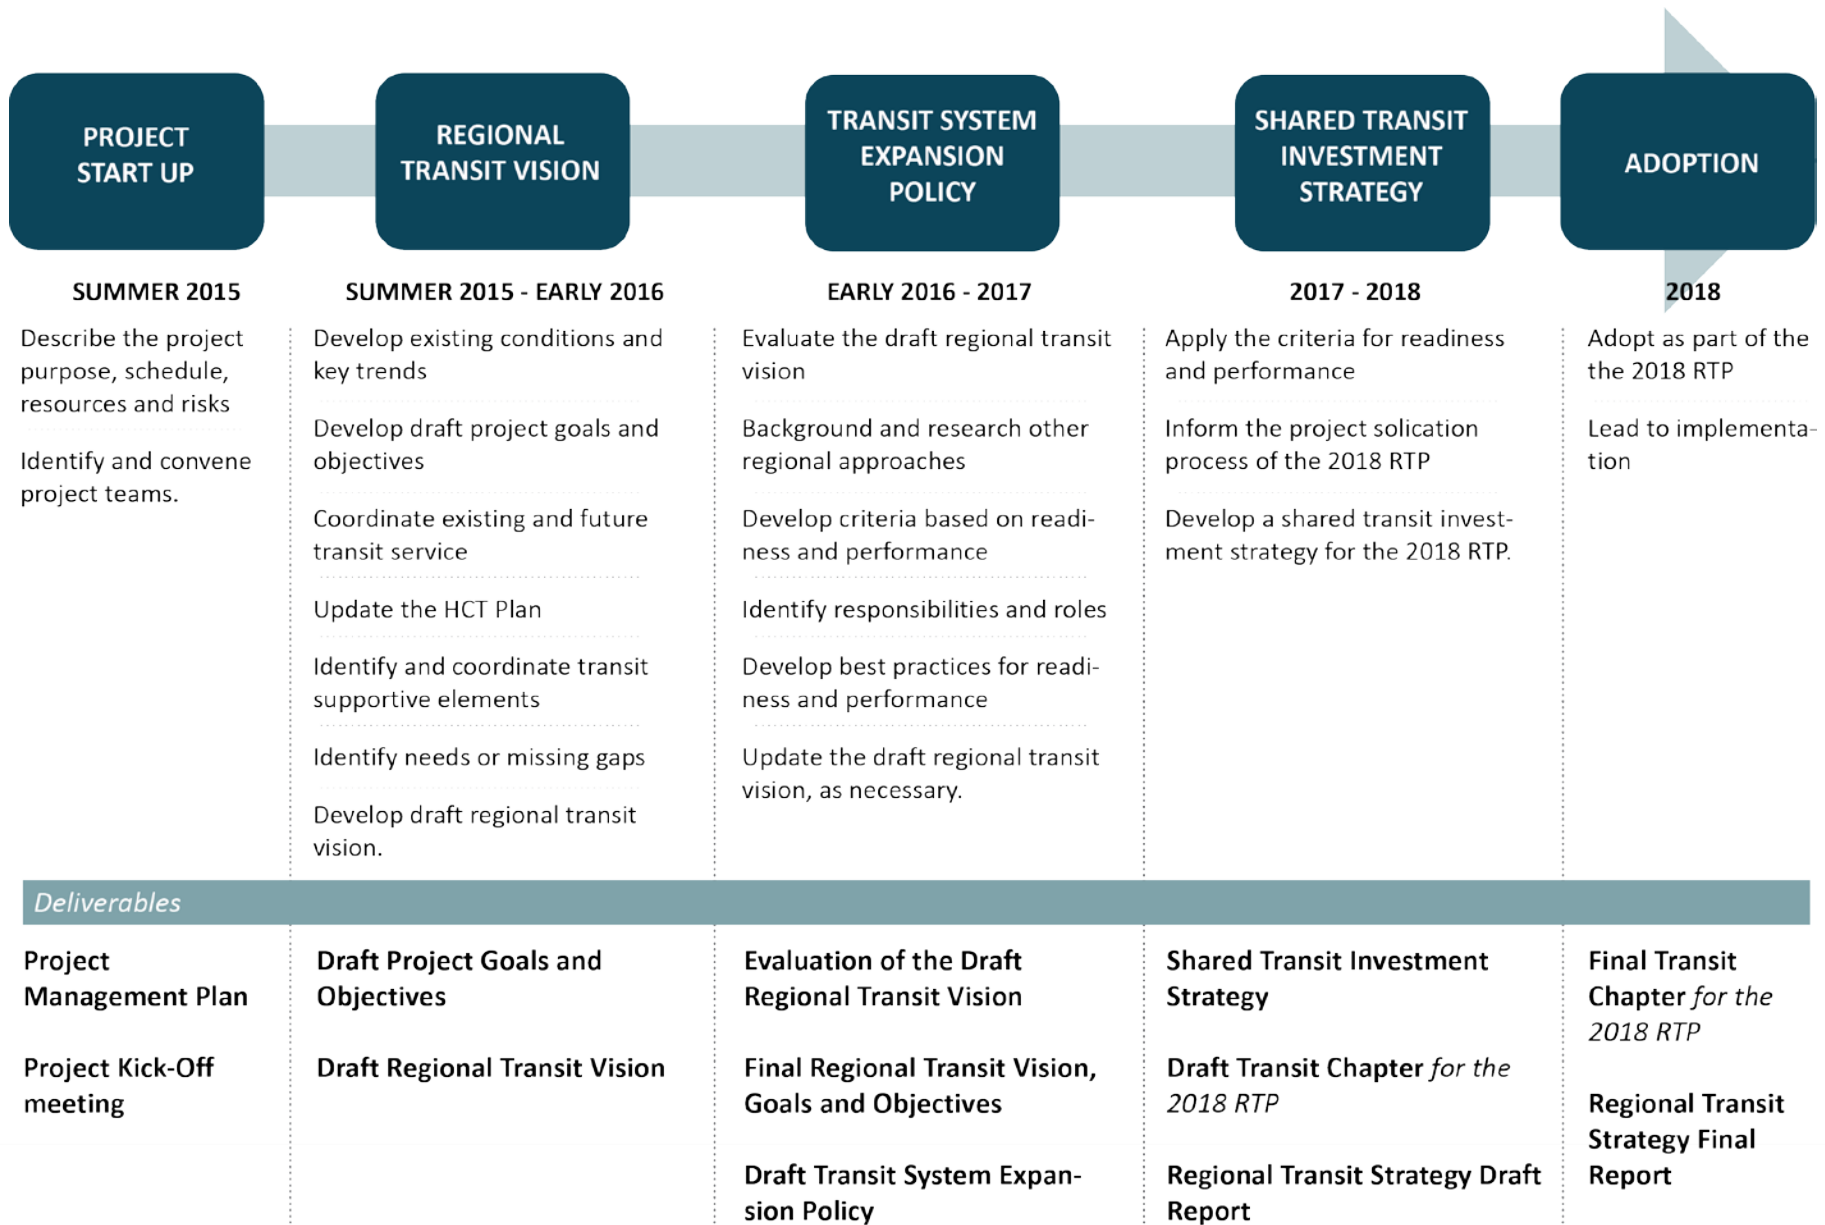 PROJECT
START UP
REGIONAL
TRANSIT VISION
TRANSIT SYSTEM
EXPANSION
POLICY
SHARED TRANSIT
INVESTMENT
STRATEGY
ADOPTION
SUMMER 2015
Describe the project
purpose, schedule,
resources and risks
Identify and convene
project teams.
SUMMER 2015 - EARLY 2016
Develop existing conditions and
key trends
Develop draft project goals and
objectives
Coordinate existing and future
transit service
Update the HCT Plan
Identify and coordinate transit
supportive elements
Identify needs or missing gaps
Develop draft regional transit
vision.
EARLY 2016 - 2017
Evaluate the draft regional transit
vision
Background and research other
regional approaches
Develop criteria based on readi-
ness and performance
Identify responsibilities and roles
Develop best practices for readi-
ness and performance
Update the draft regional transit
vision, as necessary.
2017 - 2018
Apply the criteria for readiness
and performance
Inform the project solication
process of the 2018 RTP
Develop a shared transit invest-
ment strategy for the 2018 RTP.
2018
Adopt as part of the
the 2018 RTP
Lead to implementa-
tion
Deliverables
Project
Management Plan
Project Kick-Off
meeting
Draft Project Goals and
Objectives
Draft Regional Transit Vision
Evaluation of the Draft
Regional Transit Vision
Final Regional Transit Vision,
Goals and Objectives
Draft Transit System Expan-
sion Policy
Shared Transit Investment
Strategy
Draft Transit Chapter for the
2018 RTP
Regional Transit Strategy Draft
Report
Final Transit
Chapter for the
2018 RTP
Regional Transit
Strategy Final
Report